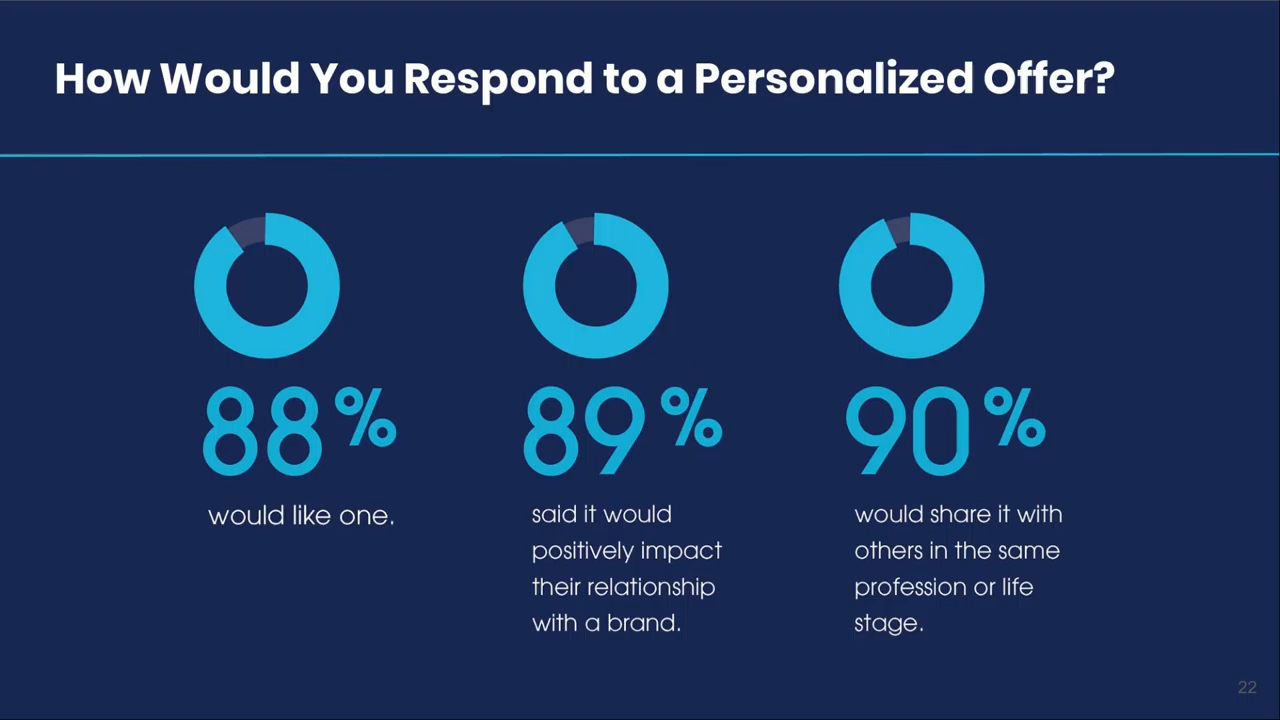 How Would You Respond to a Personalized Offer?
88%
would like one.
89%
said it would
positively impact
their relationship
with a brand.
90%
would share it with
others in the same
profession or life
stage.
22